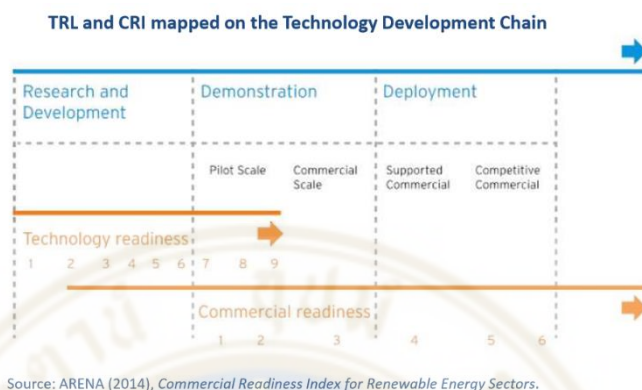 TRL and CRI mapped on the Technology Development Chain
Research and
Development
Demonstration
Deployment
Pilot Scale
Commercial
Scale
Supported
Commercial
Competitive
Commercial
Technology readiness
1 2 3 4 5 6 7 8 9
Commercial readiness
1 2 3 4 5 6
Source: ARENA (2014), Commercial Readiness Index for Renewable Energy Sectors.